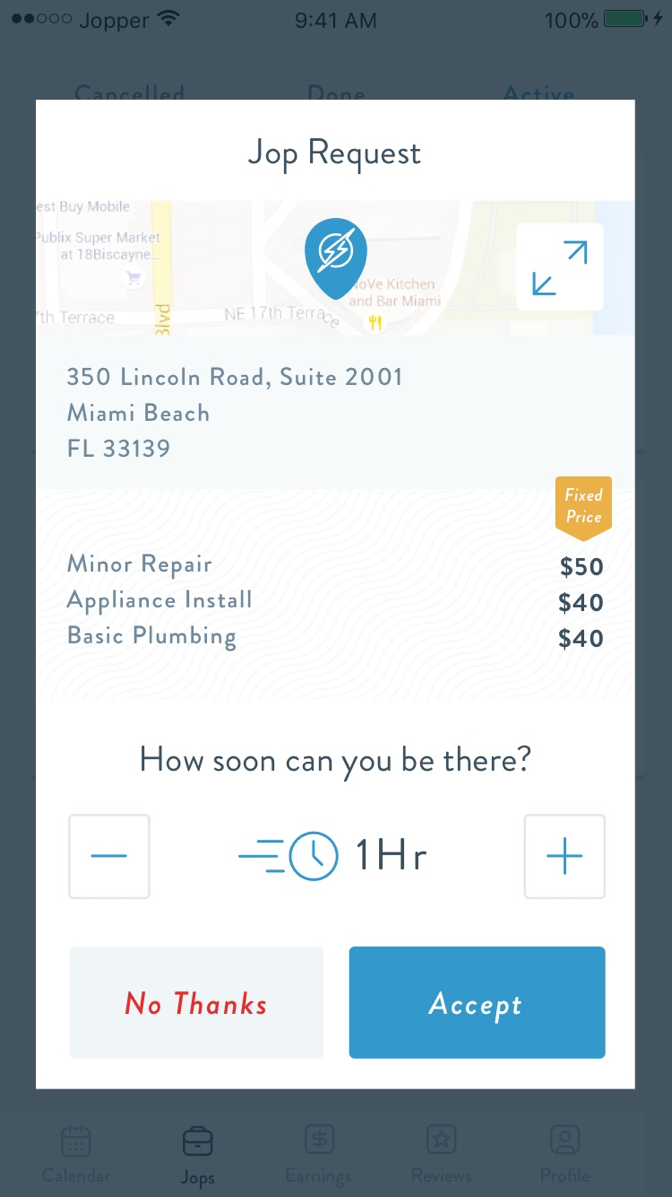 Jopper
9:41 AM
100%
Cancelled
Done
Active
Jop Request
est Buy Mobile
Publix Super Market
at 18Biscayne...
'th Terrace
Blvd
NE 17th Terrace
NoVe Kitchen
and Bar Miami
350 Lincoln Road, Suite 2001
Miami Beach
FL 33139
Fixed
Price
Minor Repair $50
Appliance Install $40
Basic Plumbing $40
How soon can you be there?
1Hr
No Thanks
Accept
Calendar
Jops
Earnings
Reviews
Profile